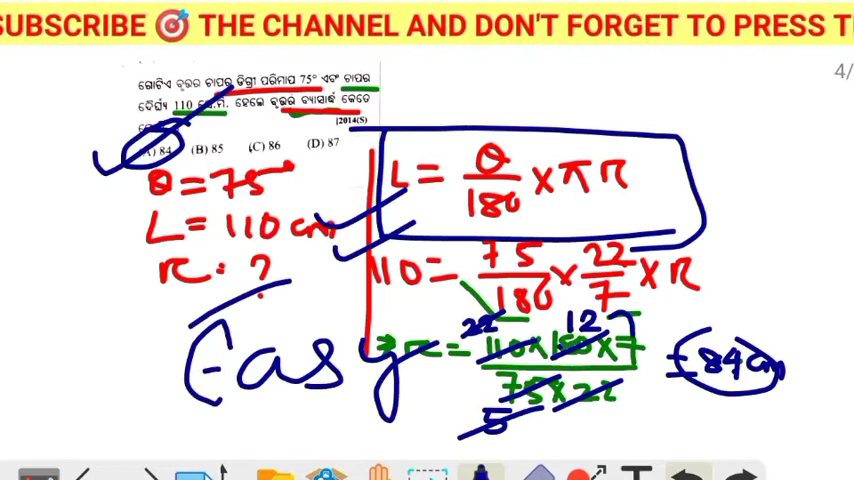 SUBSCRIBE 🎯 THE CHANNEL AND DON'T FORGET TO PRESS T
4/
ଗୋଟିଏ ବୃତ୍ତର ଚାପର ଡିଗ୍ରୀ ପରିମାପ 75° ଏବଂ ଚାପର
ଦୈର୍ଘ୍ୟ 110 ସେ.ମି. ହେଲେ ବୃତ୍ତର ବ୍ୟାସାର୍ଦ୍ଧ କେତେ
[2014(S)
(A) 84 (B) 85 (C) 86 (D) 87
θ = 75°
L = 110 cm
r : ?
L = θ/180 × π r
110 = 75/180 × 22/7 × r
⇒ r = 110 × 180 × 7 / 75 × 22
22 12
5
= 84 cm
Easy